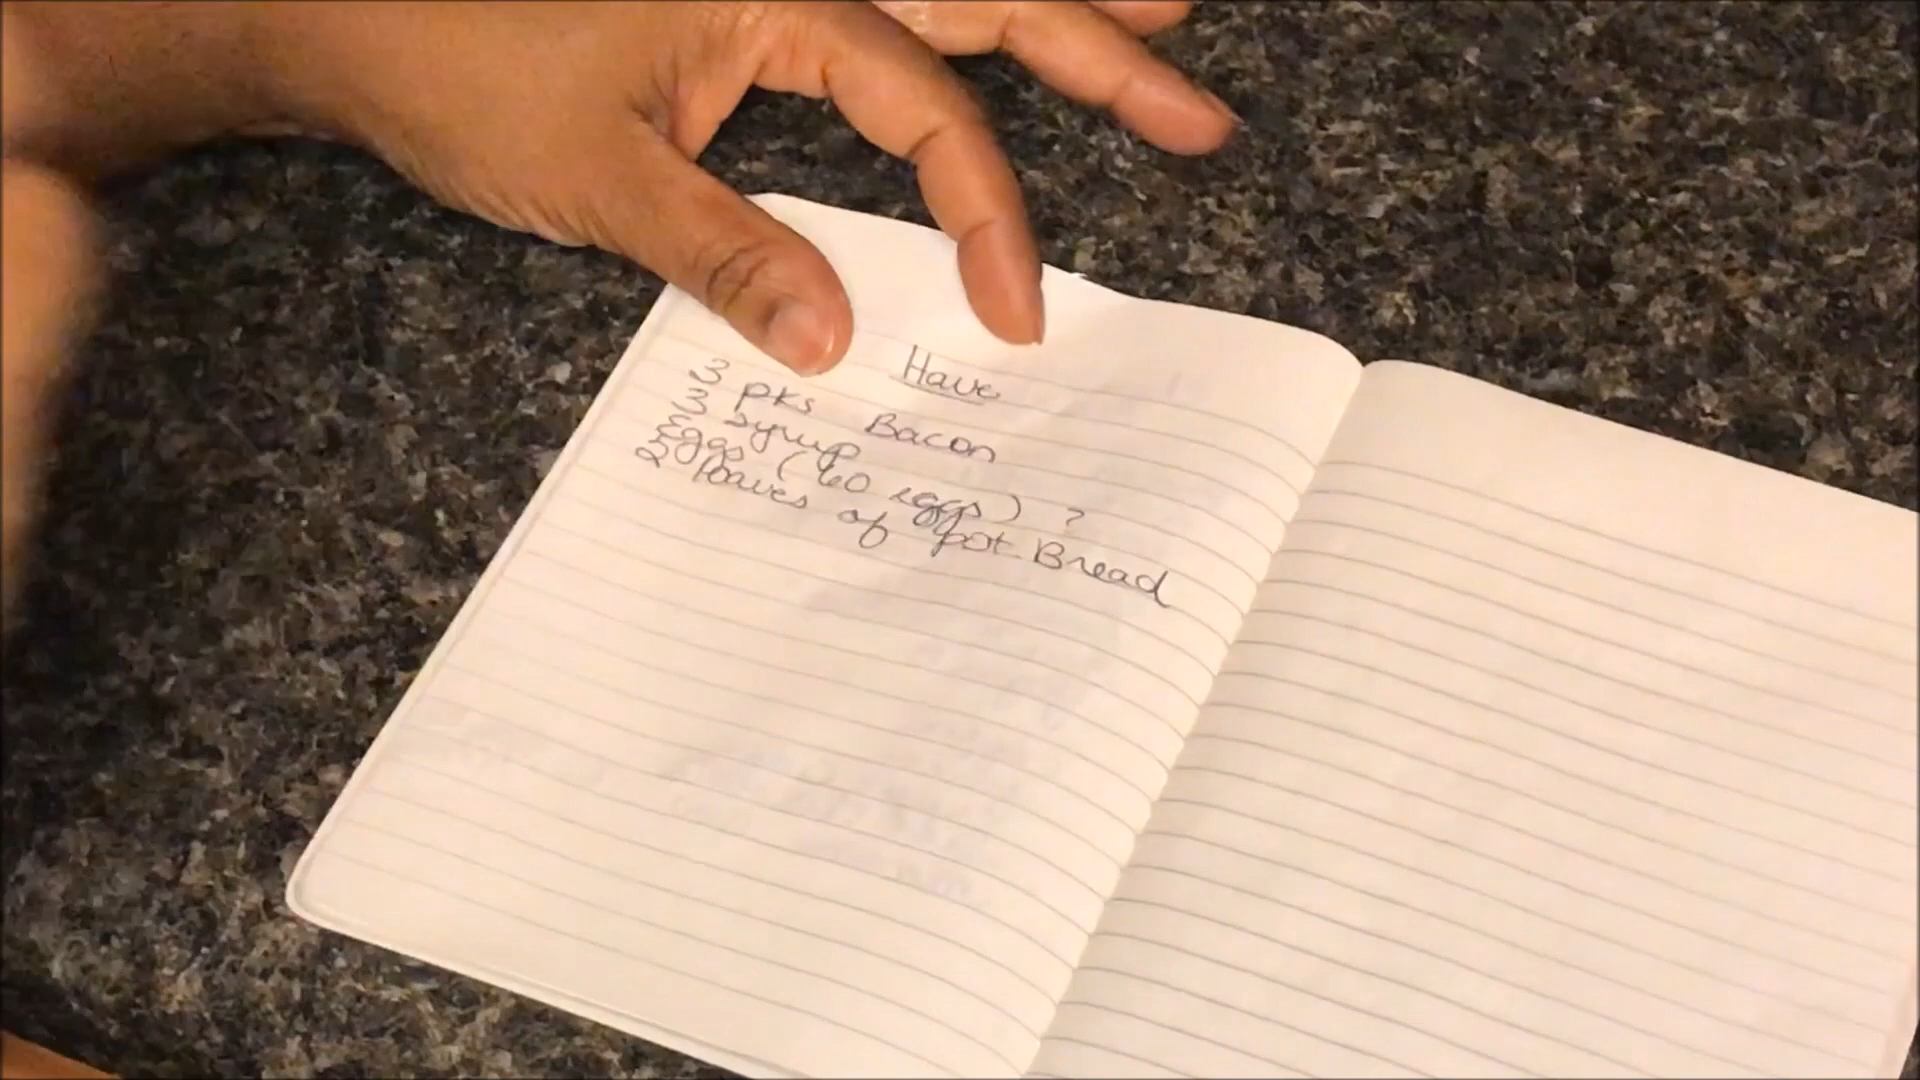 Have
3 pks Bacon
3 syrup
Eggs (60 eggs) ?
2 loaves of pot. Bread